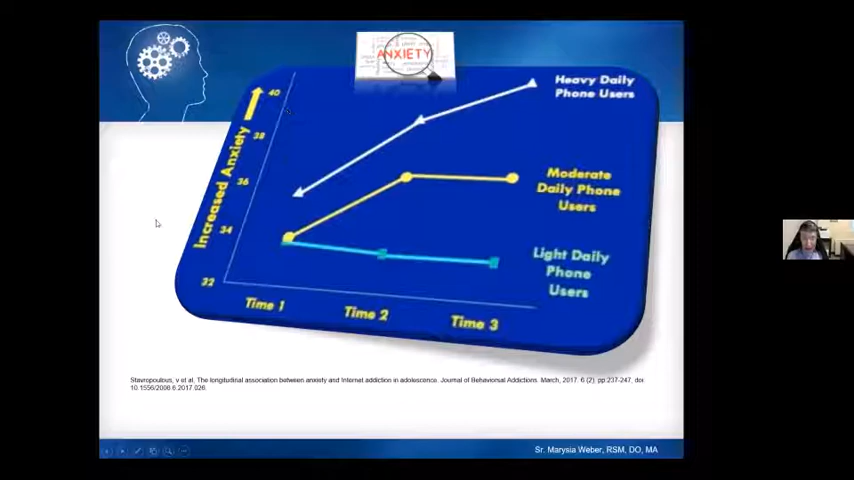 ANXIETY
Heavy Daily
Phone Users
40
38
36
34
32
Increased Anxiety
Moderate
Daily Phone
Users
Light Daily
Phone
Users
Time 1
Time 2
Time 3
Stavropoulous, v et al. The longitudirial association between anxiety and Internet addiction in adolescence. Journal of Behaviorsal Addictions. March, 2017. 6 (2). pp:237-247, doi:
10.1556/2006.6.2017.026.
Sr. Marysia Weber, RSM, DO, MA